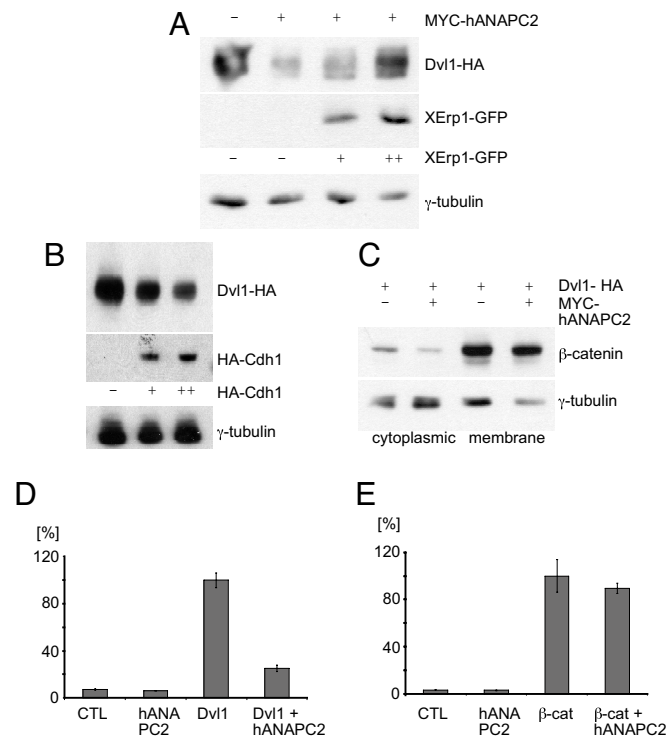 A
– + + + MYC-hANAPC2
Dvl1-HA
XErp1-GFP
– – + ++ XErp1-GFP
γ-tubulin
B
Dvl1-HA
HA-Cdh1
– + ++ HA-Cdh1
γ-tubulin
C
+ + + + Dvl1- HA
– + – + MYC-
hANAPC2
β-catenin
γ-tubulin
cytoplasmic membrane
D
[%]
120
80
40
0
CTL hANA PC2 Dvl1 Dvl1 + hANAPC2
E
[%]
120
80
40
0
CTL hANA PC2 β-cat β-cat + hANAPC2